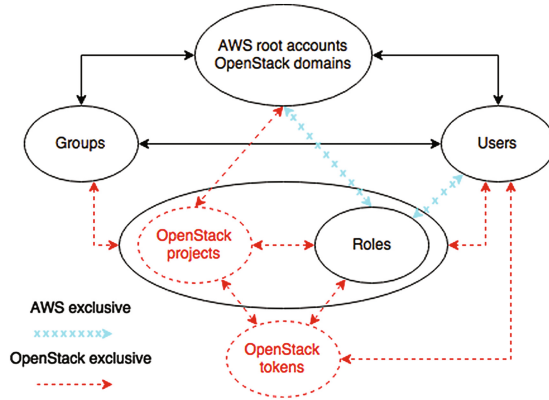 AWS root accounts
OpenStack domains
Groups
Users
OpenStack
projects
Roles
AWS exclusive
OpenStack exclusive
OpenStack
tokens